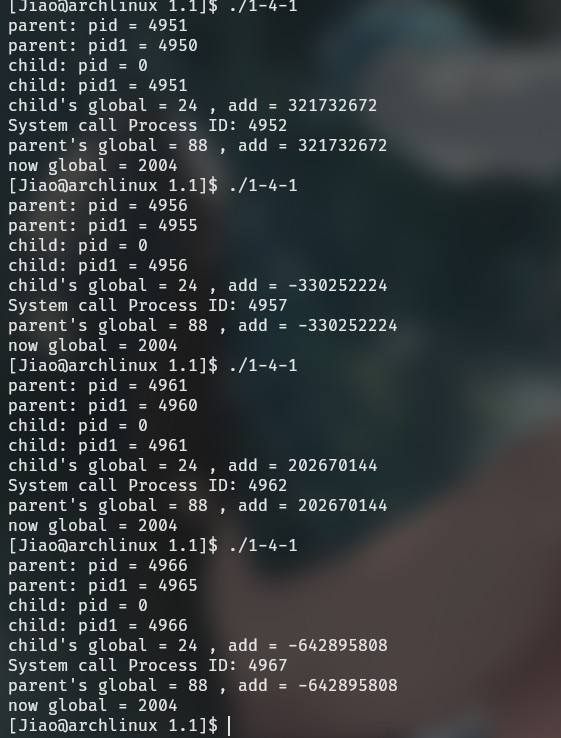 [Jiao@archlinux 1.1]$ ./1-4-1
parent: pid = 4951
parent: pid1 = 4950
child: pid = 0
child: pid1 = 4951
child's global = 24 , add = 321732672
System call Process ID: 4952
parent's global = 88 , add = 321732672
now global = 2004
[Jiao@archlinux 1.1]$ ./1-4-1
parent: pid = 4956
parent: pid1 = 4955
child: pid = 0
child: pid1 = 4956
child's global = 24 , add = -330252224
System call Process ID: 4957
parent's global = 88 , add = -330252224
now global = 2004
[Jiao@archlinux 1.1]$ ./1-4-1
parent: pid = 4961
parent: pid1 = 4960
child: pid = 0
child: pid1 = 4961
child's global = 24 , add = 202670144
System call Process ID: 4962
parent's global = 88 , add = 202670144
now global = 2004
[Jiao@archlinux 1.1]$ ./1-4-1
parent: pid = 4966
parent: pid1 = 4965
child: pid = 0
child: pid1 = 4966
child's global = 24 , add = -642895808
System call Process ID: 4967
parent's global = 88 , add = -642895808
now global = 2004
[Jiao@archlinux 1.1]$